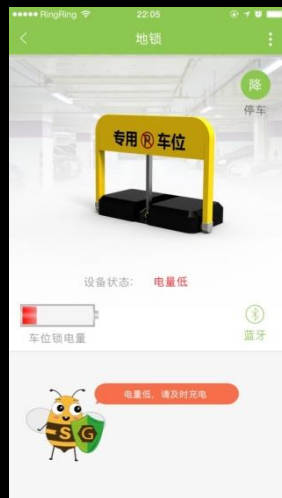 RingRing
22:05
地锁
降
停车
专用 R 车位
设备状态: 电量低
车位锁电量
蓝牙
电量低，请及时充电
S G